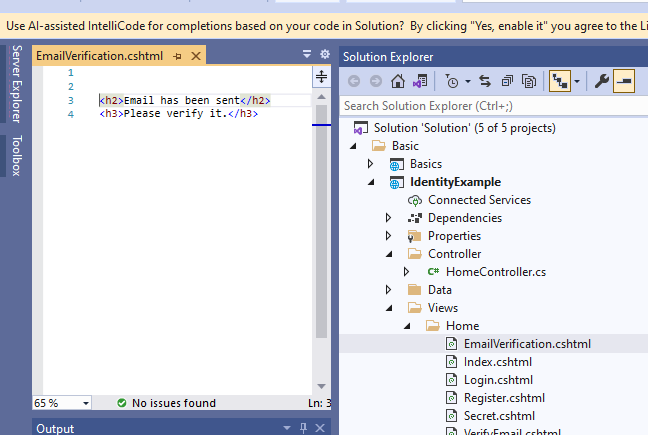 Use AI-assisted IntelliCode for completions based on your code in Solution? By clicking "Yes, enable it" you agree to the Li
Server Explorer
Toolbox
EmailVerification.cshtml
1
2
3 <h2>Email has been sent</h2>
4 <h3>Please verify it.</h3>
65 %
No issues found
Ln: 3
Output
Solution Explorer
Search Solution Explorer (Ctrl+;)
Solution 'Solution' (5 of 5 projects)
Basic
Basics
IdentityExample
Connected Services
Dependencies
Properties
Controller
C# HomeController.cs
Data
Views
Home
EmailVerification.cshtml
Index.cshtml
Login.cshtml
Register.cshtml
Secret.cshtml
VerifyEmail.cshtml